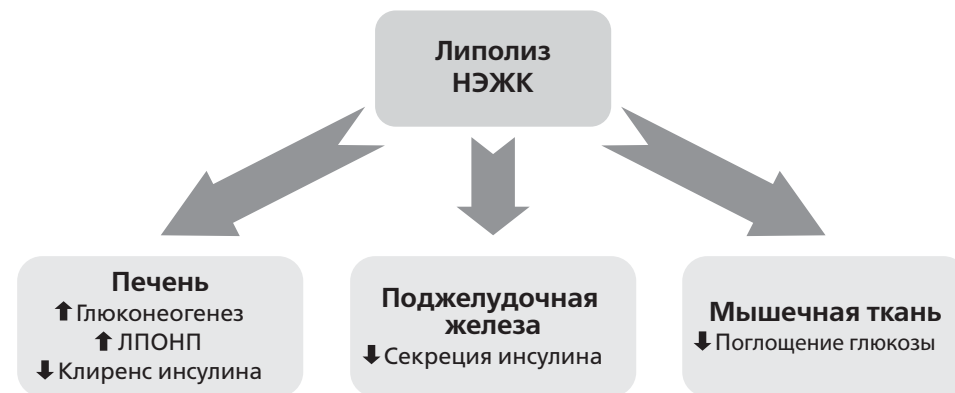 Липолиз
НЭЖК
Печень
⬆ Глюконеогенез
⬆ ЛПОНП
⬇ Клиренс инсулина
Поджелудочная
железа
⬇ Секреция инсулина
Мышечная ткань
⬇ Поглощение глюкозы